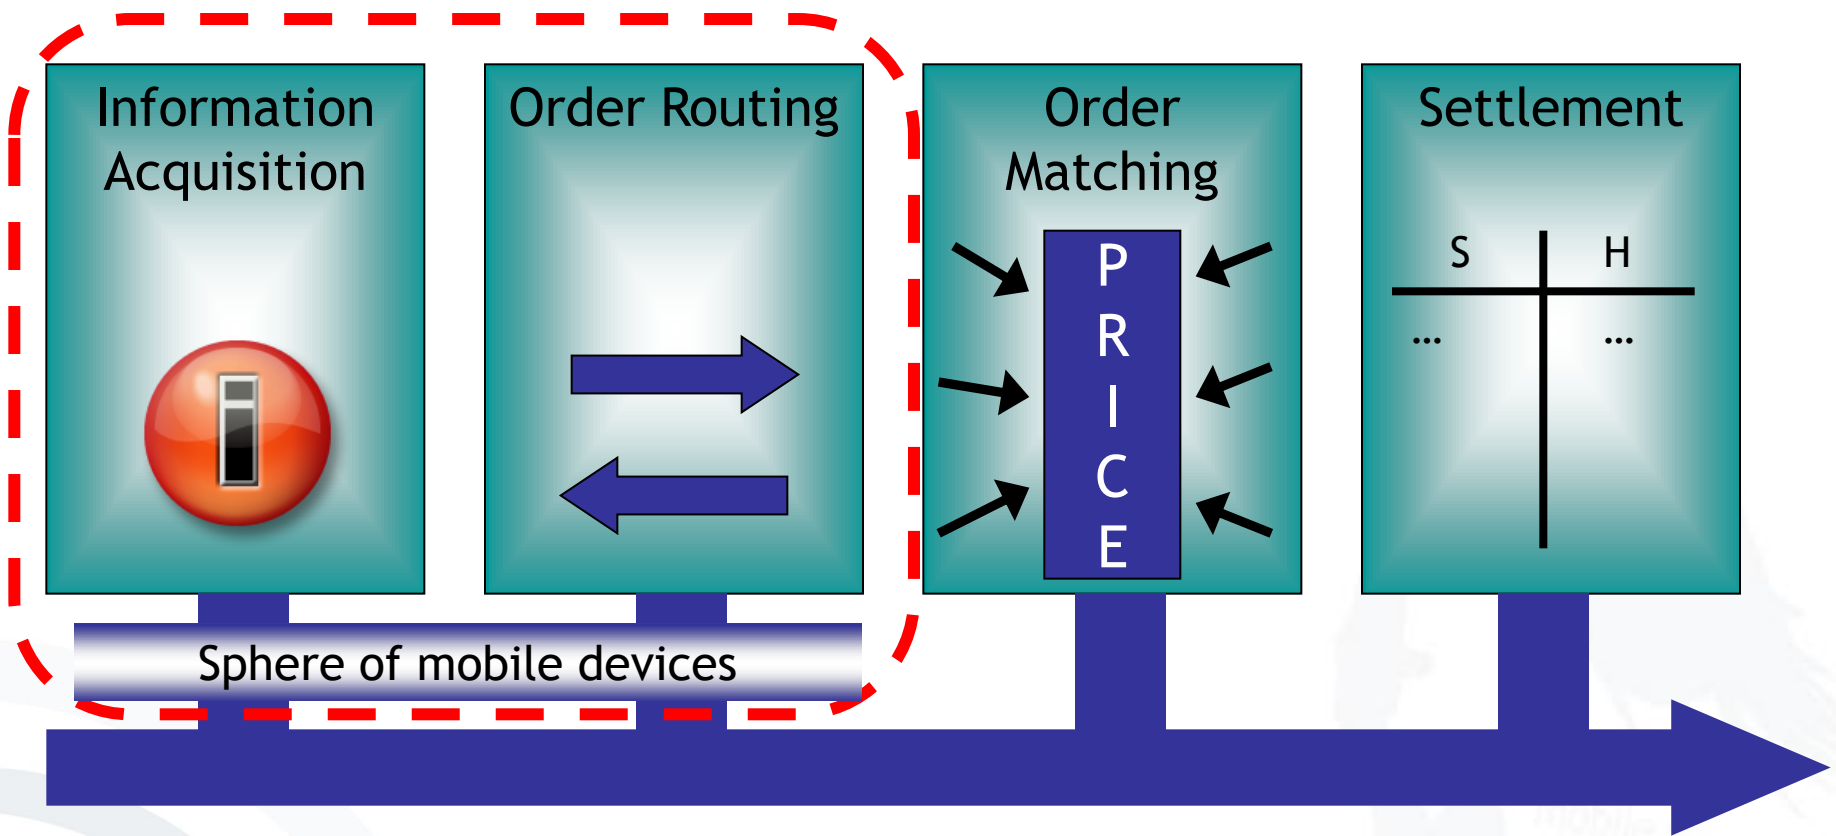 Information
Acquisition
Order Routing
Order
Matching
Settlement
P
R
I
C
E
S H
... ...
Sphere of mobile devices